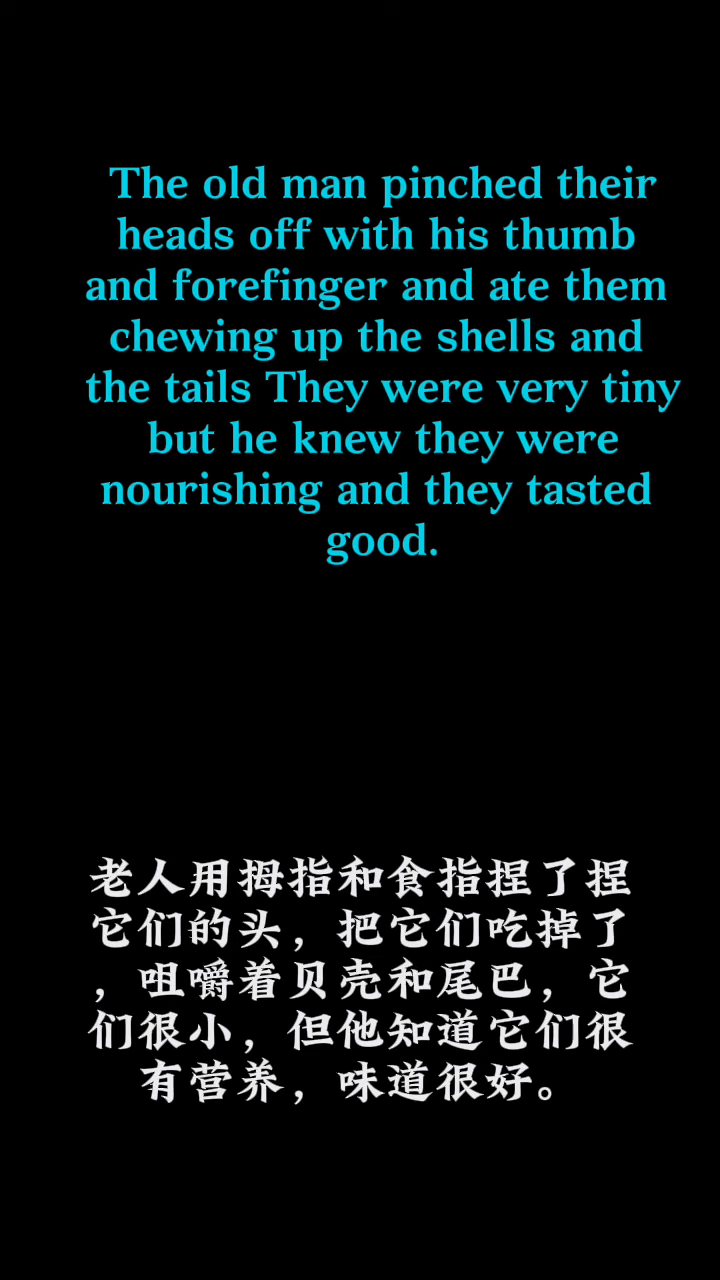 The old man pinched their
heads off with his thumb
and forefinger and ate them
chewing up the shells and
the tails They were very tiny
but he knew they were
nourishing and they tasted
good.
老人用拇指和食指捏了捏
它们的头，把它们吃掉了
，咀嚼着贝壳和尾巴，它
们很小，但他知道它们很
有营养，味道很好。